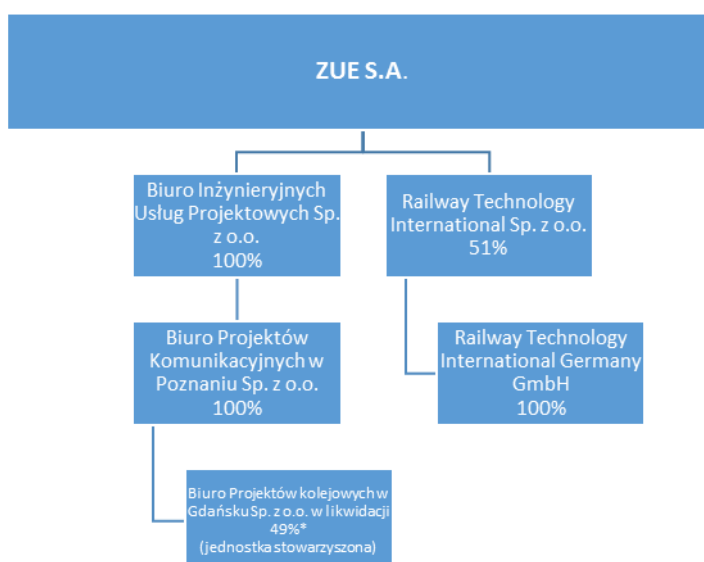 ZUE S.A.
Biuro Inżynieryjnych
Usług Projektowych Sp.
z o.o.
100%
Railway Technology
International Sp. z o.o.
51%
Biuro Projektów
Komunikacyjnych w
Poznaniu Sp. z o.o.
100%
Railway Technology
International Germany
GmbH
100%
Biuro Projektów kolejowych w
Gdańsku Sp. z o.o. w likwidacji
49%*
(jednostka stowarzyszona)